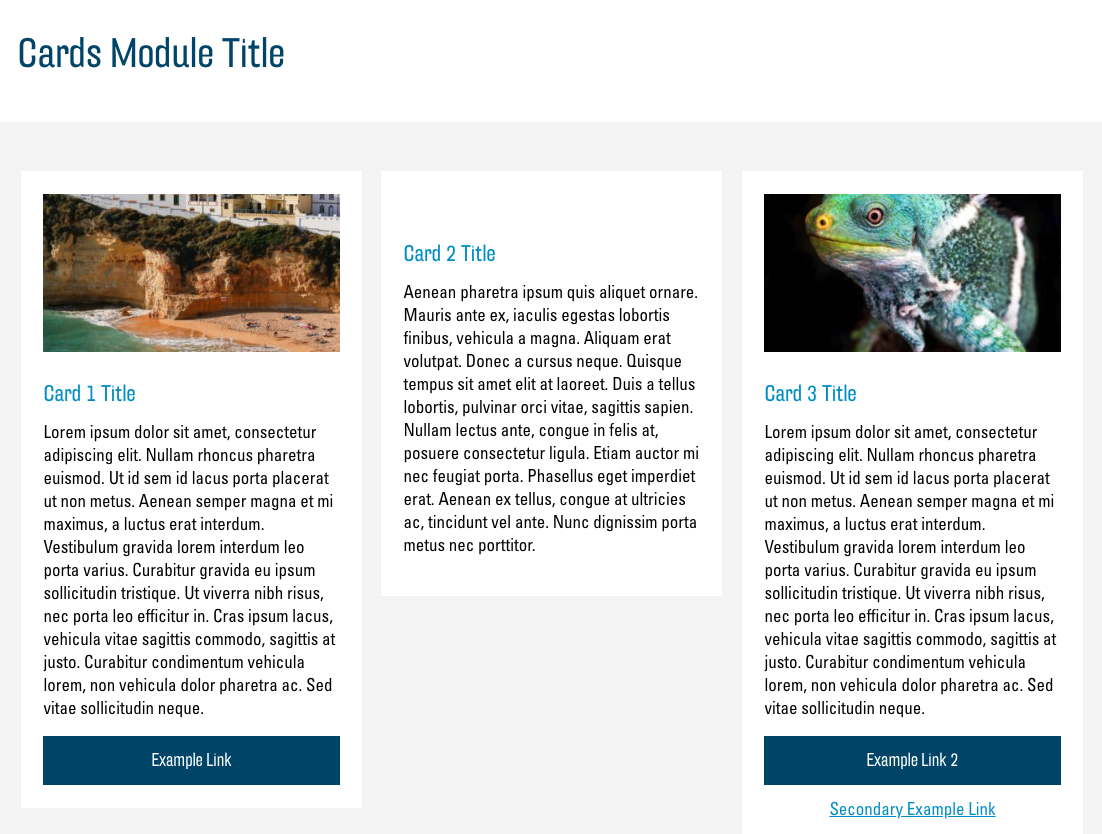 Cards Module Title
Card 1 Title
Lorem ipsum dolor sit amet, consectetur
adipiscing elit. Nullam rhoncus pharetra
euismod. Ut id sem id lacus porta placerat
ut non metus. Aenean semper magna et mi
maximus, a luctus erat interdum.
Vestibulum gravida lorem interdum leo
porta varius. Curabitur gravida eu ipsum
sollicitudin tristique. Ut viverra nibh risus,
nec porta leo efficitur in. Cras ipsum lacus,
vehicula vitae sagittis commodo, sagittis at
justo. Curabitur condimentum vehicula
lorem, non vehicula dolor pharetra ac. Sed
vitae sollicitudin neque.
Example Link
Card 2 Title
Aenean pharetra ipsum quis aliquet ornare.
Mauris ante ex, iaculis egestas lobortis
finibus, vehicula a magna. Aliquam erat
volutpat. Donec a cursus neque. Quisque
tempus sit amet elit at laoreet. Duis a tellus
lobortis, pulvinar orci vitae, sagittis sapien.
Nullam lectus ante, congue in felis at,
posuere consectetur ligula. Etiam auctor mi
nec feugiat porta. Phasellus eget imperdiet
erat. Aenean ex tellus, congue at ultricies
ac, tincidunt vel ante. Nunc dignissim porta
metus nec porttitor.
Card 3 Title
Lorem ipsum dolor sit amet, consectetur
adipiscing elit. Nullam rhoncus pharetra
euismod. Ut id sem id lacus porta placerat
ut non metus. Aenean semper magna et mi
maximus, a luctus erat interdum.
Vestibulum gravida lorem interdum leo
porta varius. Curabitur gravida eu ipsum
sollicitudin tristique. Ut viverra nibh risus,
nec porta leo efficitur in. Cras ipsum lacus,
vehicula vitae sagittis commodo, sagittis at
justo. Curabitur condimentum vehicula
lorem, non vehicula dolor pharetra ac. Sed
vitae sollicitudin neque.
Example Link 2
Secondary Example Link